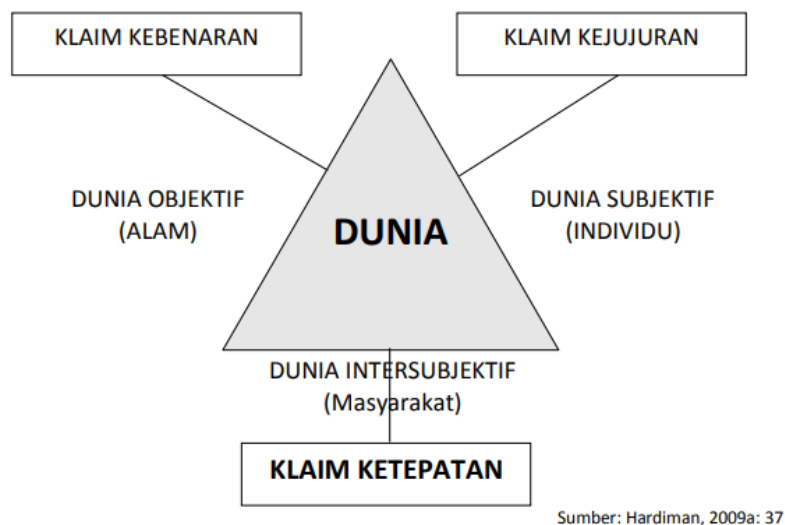 KLAIM KEBENARAN
KLAIM KEJUJURAN
DUNIA OBJEKTIF
(ALAM)
DUNIA
DUNIA SUBJEKTIF
(INDIVIDU)
DUNIA INTERSUBJEKTIF
(Masyarakat)
KLAIM KETEPATAN
Sumber: Hardiman, 2009a: 37